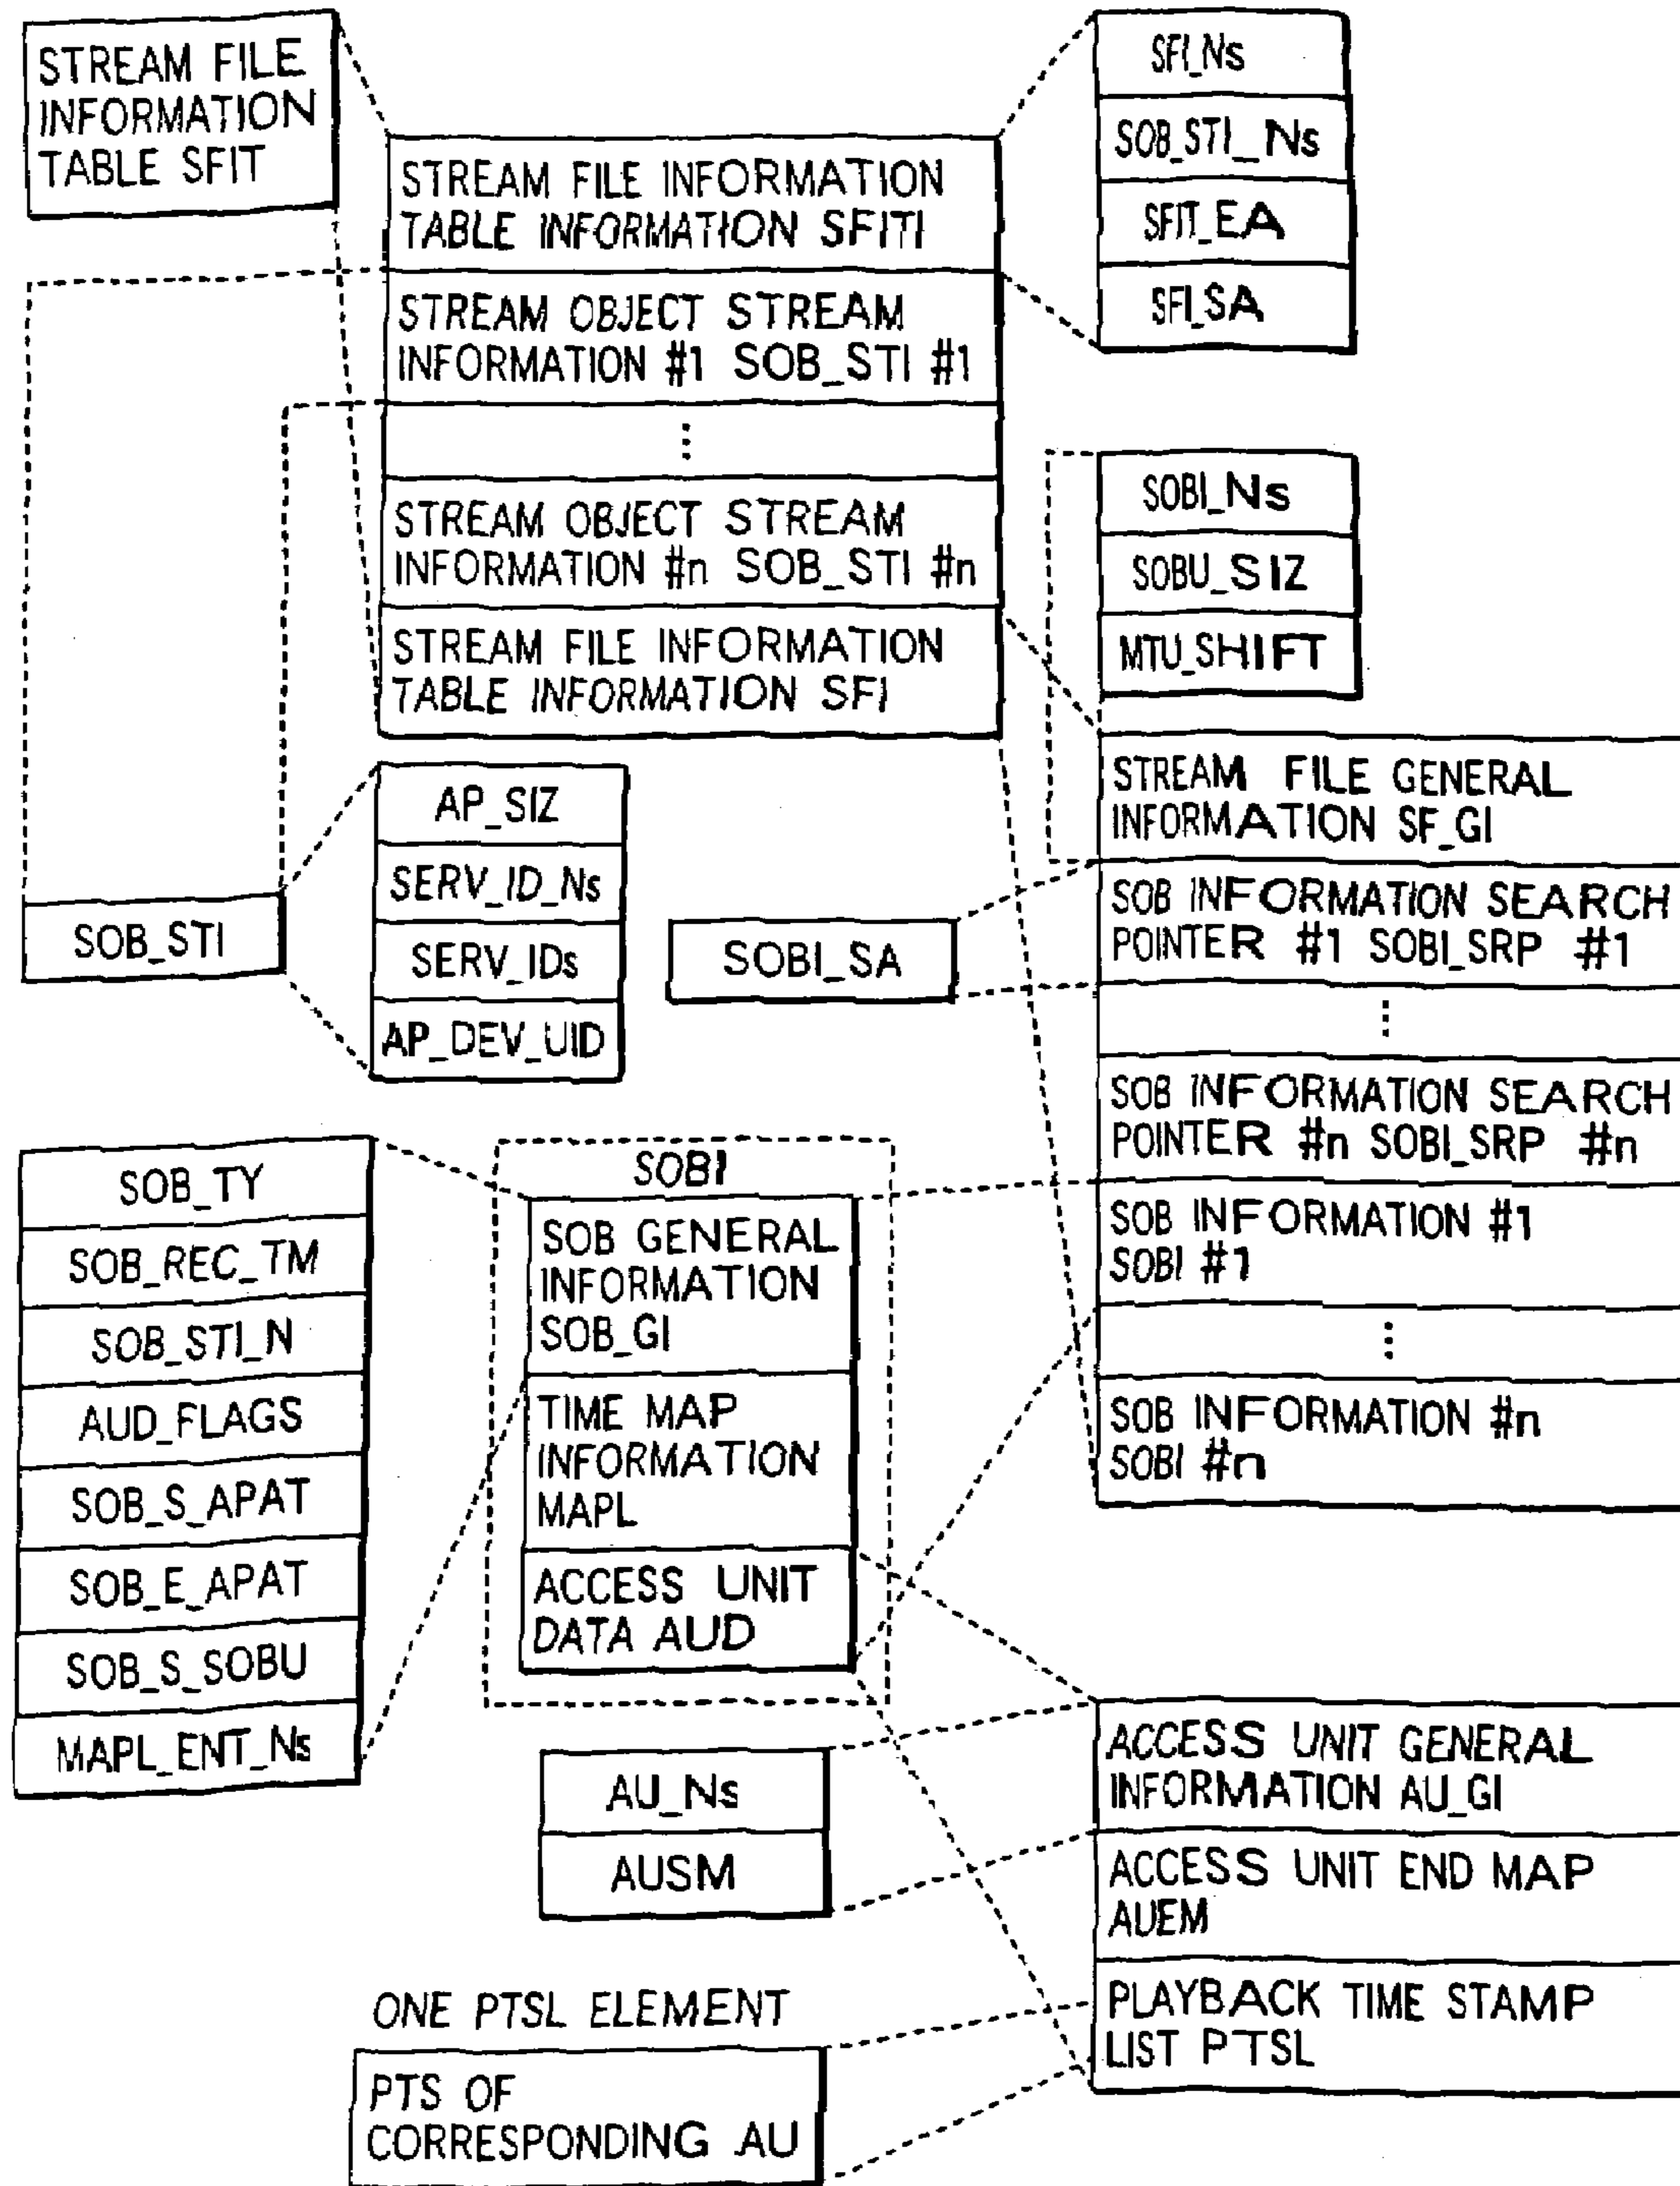 STREAM FILE
INFORMATION
TABLE SFIT
STREAM FILE INFORMATION
TABLE INFORMATION SFITI
STREAM OBJECT STREAM
INFORMATION #1 SOB_STI #1
⋮
STREAM OBJECT STREAM
INFORMATION #n SOB_STI #n
STREAM FILE INFORMATION
TABLE INFORMATION SFI
SFI_Ns
SOB_STI_Ns
SFIT_EA
SFI_SA
SOBI_Ns
SOBU_SIZ
MTU_SHIFT
STREAM FILE GENERAL
INFORMATION SF_GI
SOB INFORMATION SEARCH
POINTER #1 SOBI_SRP #1
⋮
SOB INFORMATION SEARCH
POINTER #n SOBI_SRP #n
SOB INFORMATION #1
SOBI #1
⋮
SOB INFORMATION #n
SOBI #n
SOB_STI
AP_SIZ
SERV_ID_Ns
SERV_IDs
AP_DEV_UID
SOBI_SA
SOB_TY
SOB_REC_TM
SOB_STI_N
AUD_FLAGS
SOB_S_APAT
SOB_E_APAT
SOB_S_SOBU
MAPL_ENT_Ns
SOBI
SOB GENERAL
INFORMATION
SOB_GI
TIME MAP
INFORMATION
MAPL
ACCESS UNIT
DATA AUD
AU_Ns
AUSM
ACCESS UNIT GENERAL
INFORMATION AU_GI
ACCESS UNIT END MAP
AUEM
PLAYBACK TIME STAMP
LIST PTSL
ONE PTSL ELEMENT
PTS OF
CORRESPONDING AU